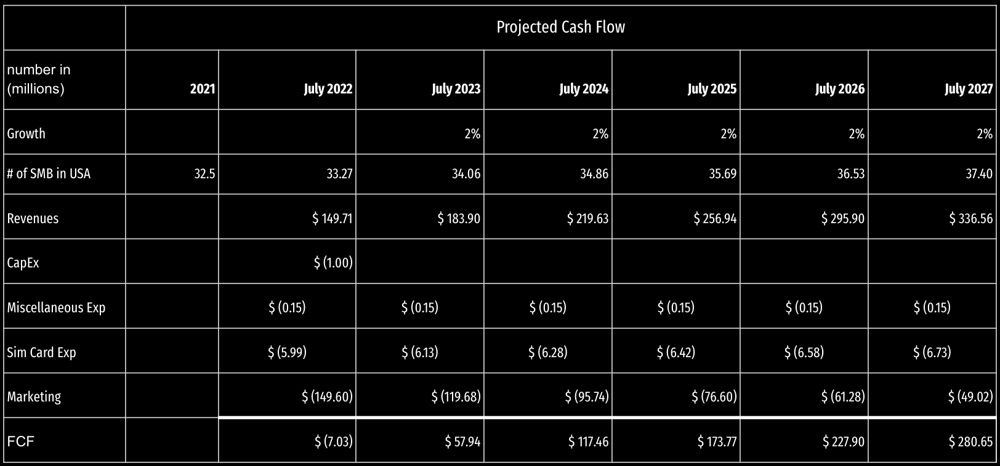 Projected Cash Flow
number in
(millions) 2021 July 2022 July 2023 July 2024 July 2025 July 2026 July 2027
Growth 2% 2% 2% 2% 2%
# of SMB in USA 32.5 33.27 34.06 34.86 35.69 36.53 37.40
Revenues $ 149.71 $ 183.90 $ 219.63 $ 256.94 $ 295.90 $ 336.56
CapEx $ (1.00)
Miscellaneous Exp $ (0.15) $ (0.15) $ (0.15) $ (0.15) $ (0.15) $ (0.15)
Sim Card Exp $ (5.99) $ (6.13) $ (6.28) $ (6.42) $ (6.58) $ (6.73)
Marketing $ (149.60) $ (119.68) $ (95.74) $ (76.60) $ (61.28) $ (49.02)
FCF $ (7.03) $ 57.94 $ 117.46 $ 173.77 $ 227.90 $ 280.65